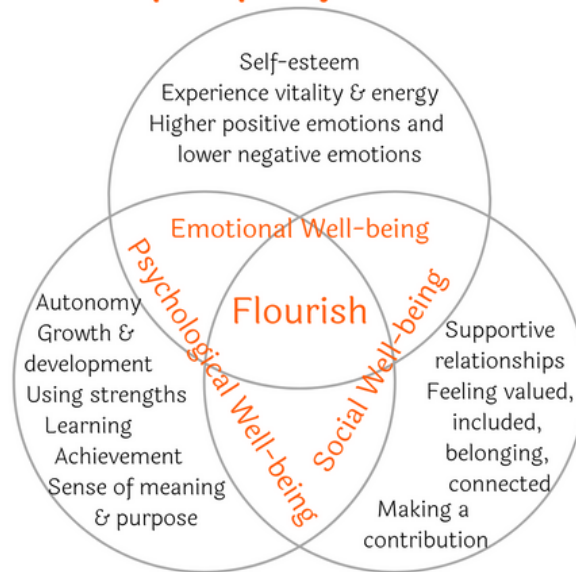 Self-esteem
Experience vitality & energy
Higher positive emotions and
lower negative emotions
Emotional Well-being
Psychological Well-being
Flourish
Social Well-being
Autonomy
Growth &
development
Using strengths
Learning
Achievement
Sense of meaning
& purpose
Supportive
relationships
Feeling valued,
included,
belonging,
connected
Making a
contribution